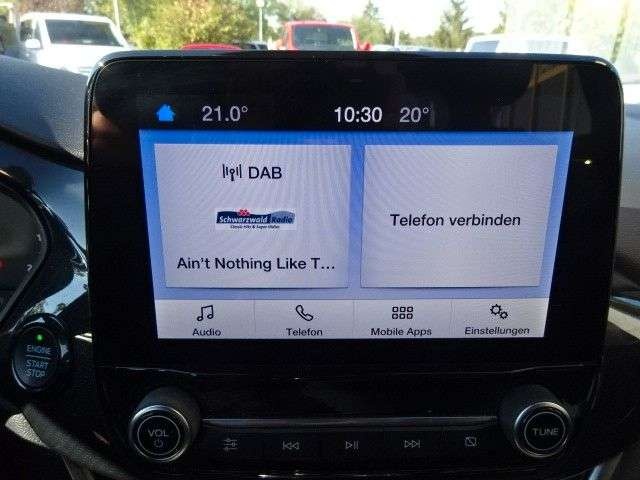 21.0° 10:30 20°
DAB
Schwarzwald Radio
Ain't Nothing Like T...
Telefon verbinden
Audio Telefon Mobile Apps Einstellungen
ENGINE
START
STOP
VOL
TUNE